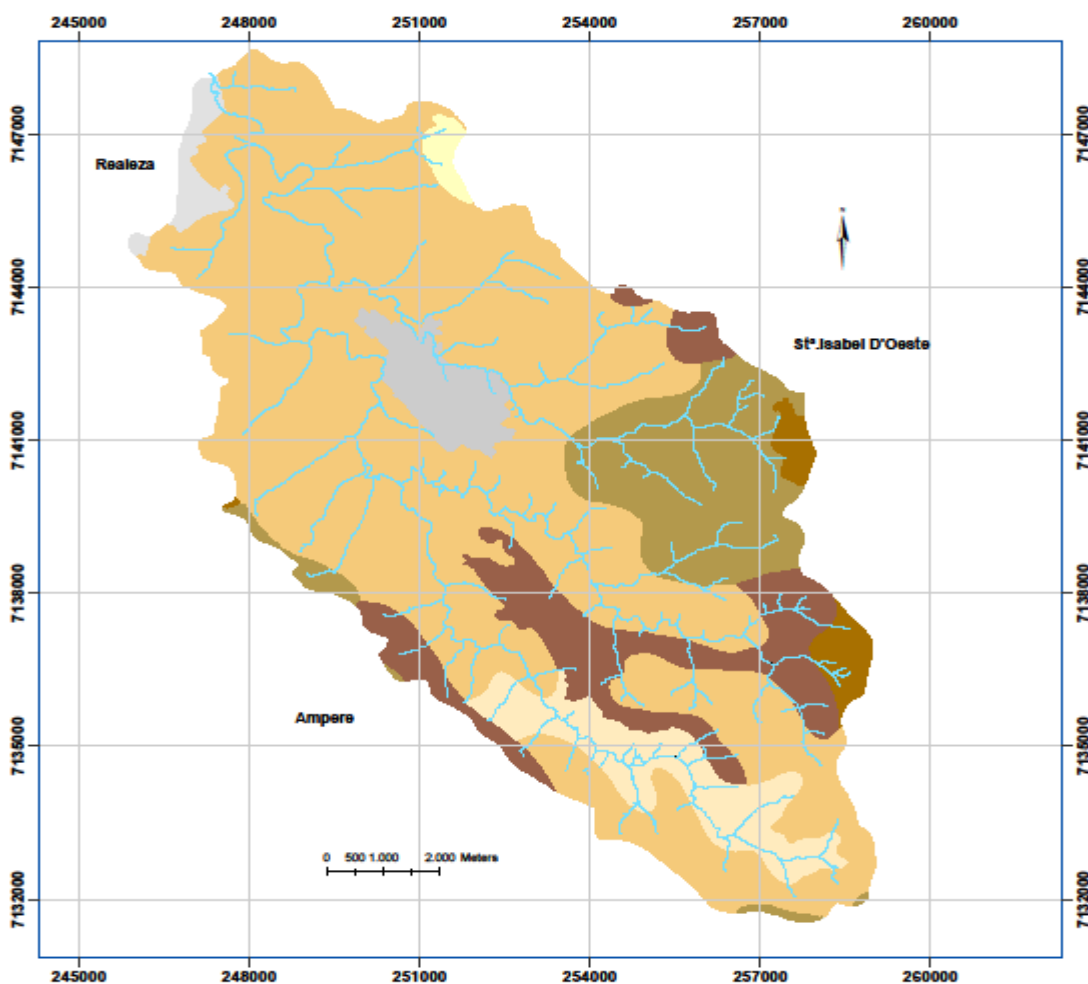 245000 248000 251000 254000 257000 260000
7147000 7147000
Realeza
7144000 7144000
Stª.Isabel D'Oeste
7141000 7141000
7138000 7138000
Ampere
7135000 7135000
0 500 1.000 2.000 Meters
7132000 7132000
245000 248000 251000 254000 257000 260000